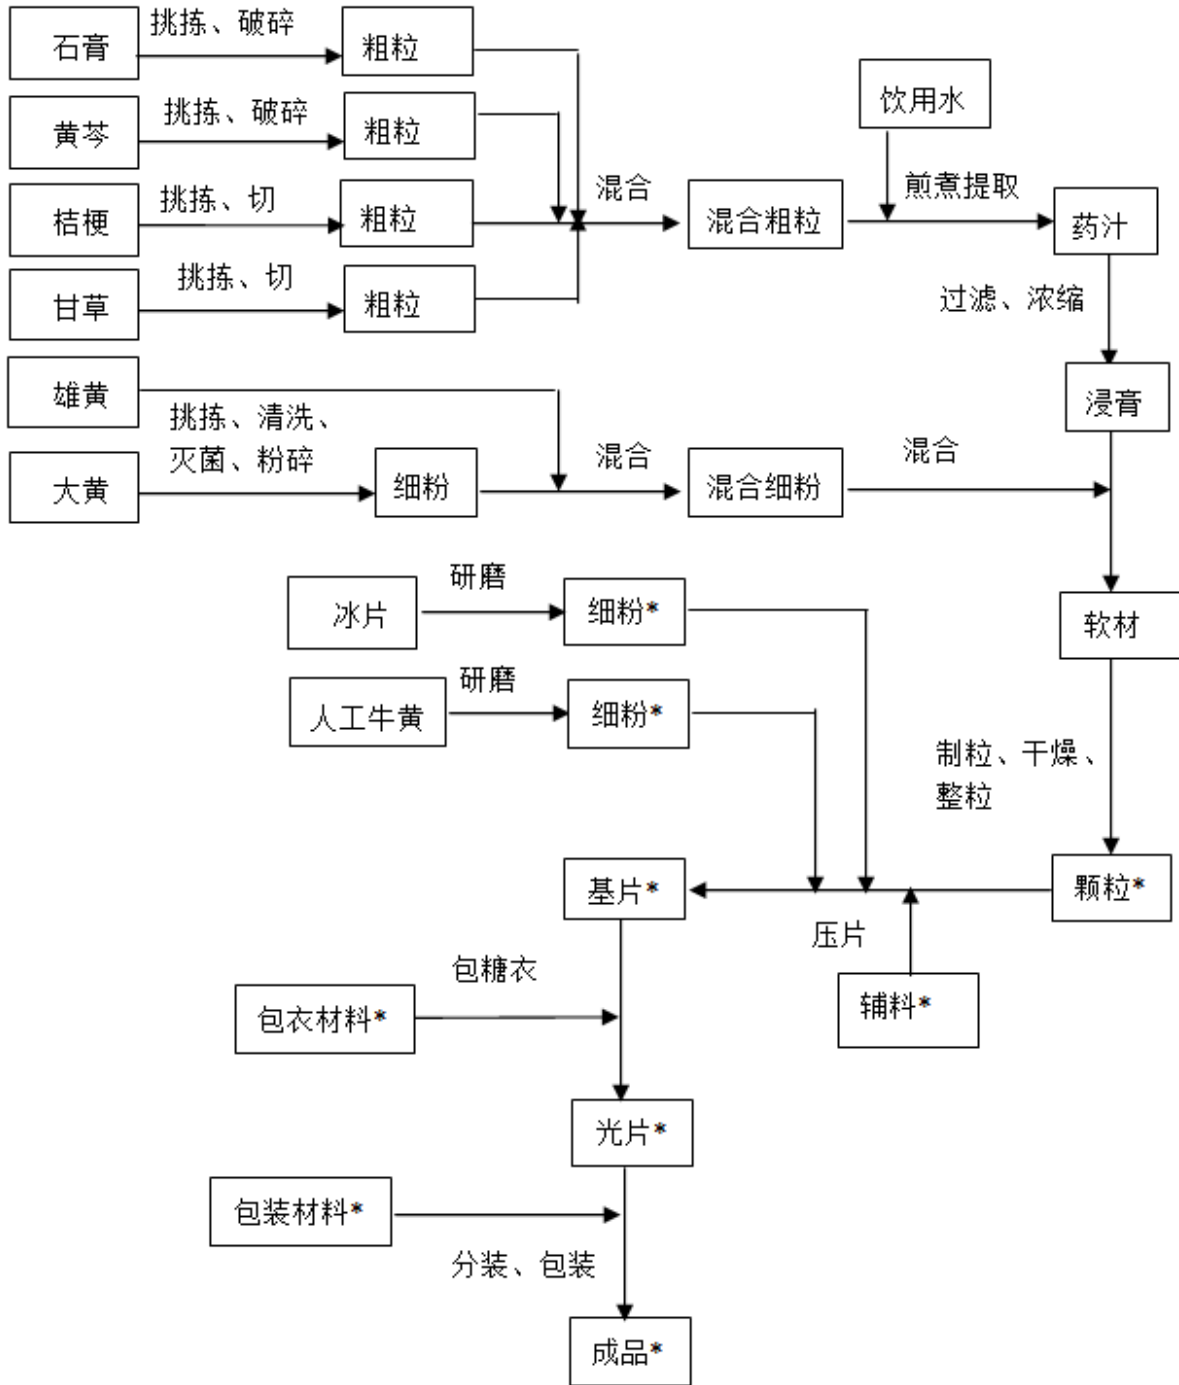 石膏
挑拣、破碎
粗粒
黄芩
挑拣、破碎
粗粒
饮用水
桔梗
挑拣、切
粗粒
混合
混合粗粒
煎煮提取
药汁
甘草
挑拣、切
粗粒
过滤、浓缩
雄黄
浸膏
挑拣、清洗、
灭菌、粉碎
大黄
细粉
混合
混合细粉
混合
冰片
研磨
细粉*
软材
人工牛黄
研磨
细粉*
制粒、干燥、
整粒
基片*
压片
颗粒*
包糖衣
包衣材料*
辅料*
光片*
包装材料*
分装、包装
成品*